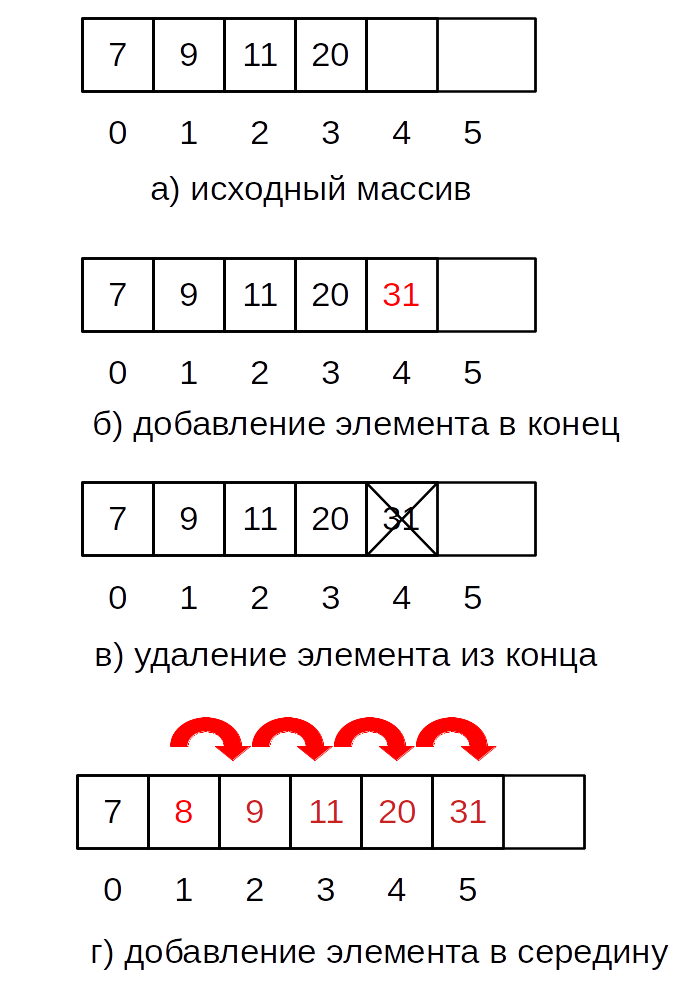 7 9 11 20
0 1 2 3 4 5
а) исходный массив
7 9 11 20 31
0 1 2 3 4 5
б) добавление элемента в конец
7 9 11 20 31
0 1 2 3 4 5
в) удаление элемента из конца
7 8 9 11 20 31
0 1 2 3 4 5
г) добавление элемента в середину